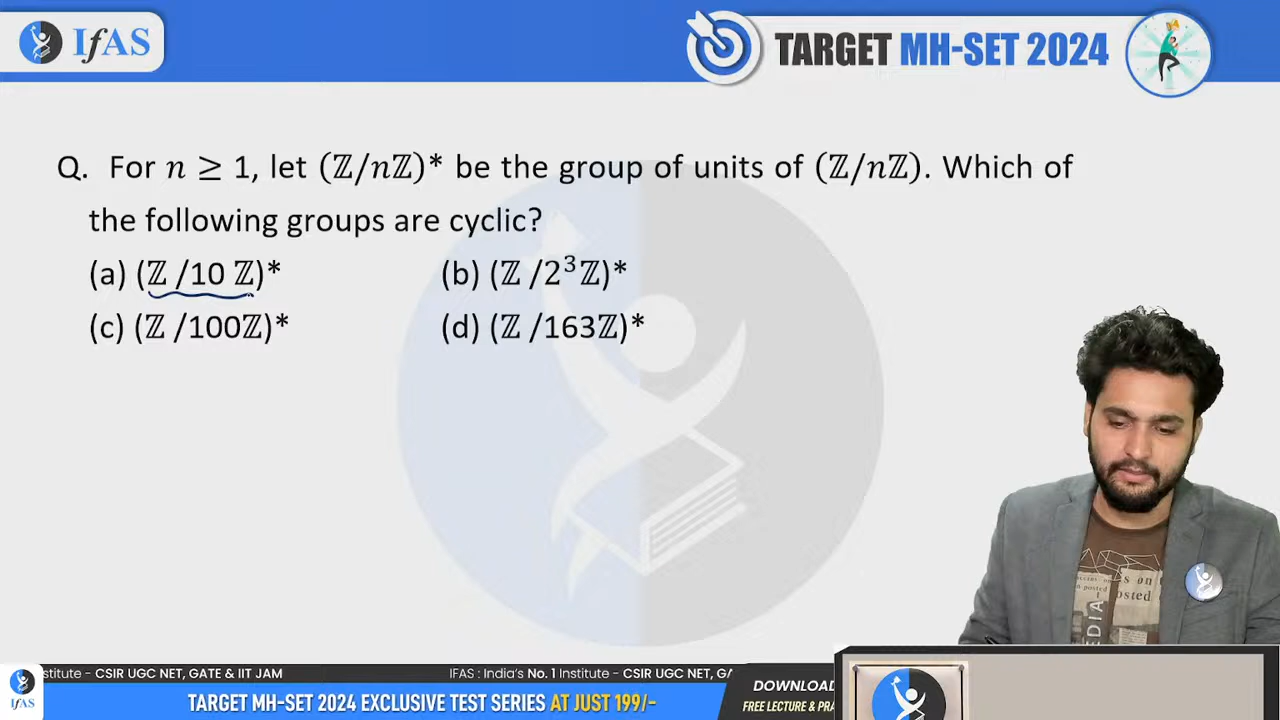 IfAS
TARGET MH-SET 2024
Q. For n ≥ 1, let (ℤ/nℤ)* be the group of units of (ℤ/nℤ). Which of
the following groups are cyclic?
(a) (ℤ /10 ℤ)* (b) (ℤ /2³ℤ)*
(c) (ℤ /100ℤ)* (d) (ℤ /163ℤ)*
stitute - CSIR UGC NET, GATE & IIT JAM IFAS : India's No. 1 Institute - CSIR UGC NET, GA
IfAS
TARGET MH-SET 2024 EXCLUSIVE TEST SERIES AT JUST 199/-
DOWNLOAD
FREE LECTURE & PRA